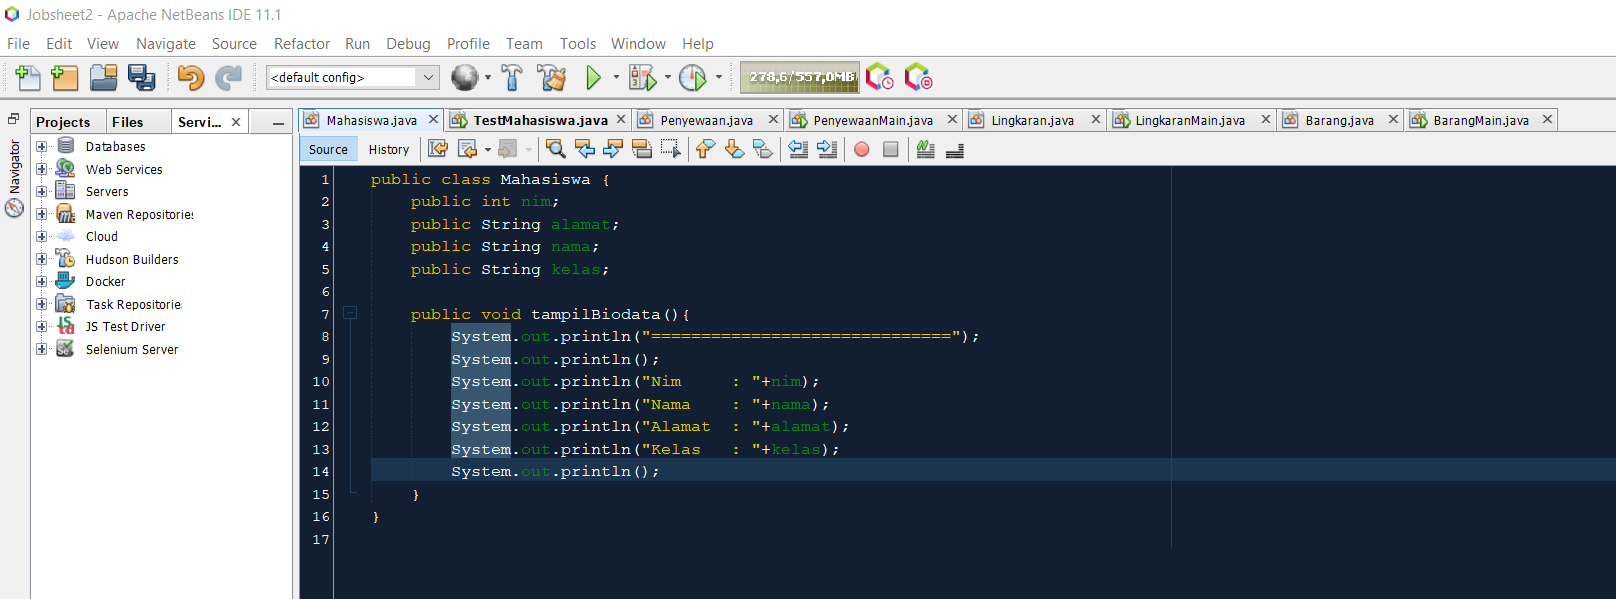 Jobsheet2 - Apache NetBeans IDE 11.1
File Edit View Navigate Source Refactor Run Debug Profile Team Tools Window Help
<default config> 278,6/557,0MB
Projects Files Servi...
Mahasiswa.java TestMahasiswa.java Penyewaan.java PenyewaanMain.java Lingkaran.java LingkaranMain.java Barang.java BarangMain.java
Navigator
Databases
Web Services
Servers
Maven Repositories
Cloud
Hudson Builders
Docker
Task Repositorie
JS Test Driver
Selenium Server
Source History
1 public class Mahasiswa {
2     public int nim;
3     public String alamat;
4     public String nama;
5     public String kelas;
6
7     public void tampilBiodata(){
8         System.out.println("==============================");
9         System.out.println();
10         System.out.println("Nim     : "+nim);
11         System.out.println("Nama    : "+nama);
12         System.out.println("Alamat  : "+alamat);
13         System.out.println("Kelas   : "+kelas);
14         System.out.println();
15     }
16 }
17